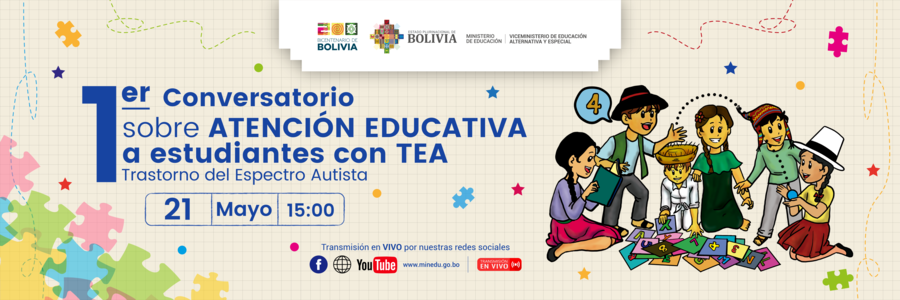 200
BICENTENARIO DE
BOLIVIA
ESTADO PLURINACIONAL DE
BOLIVIA
MINISTERIO
DE EDUCACIÓN
VICEMINISTERIO DE EDUCACIÓN
ALTERNATIVA Y ESPECIAL
1er Conversatorio
sobre ATENCIÓN EDUCATIVA
a estudiantes con TEA
Trastorno del Espectro Autista
21 Mayo 15:00
4
Transmisión en VIVO por nuestras redes sociales
f YouTube www.minedu.go.bo TRANSMISIÓN
EN VIVO